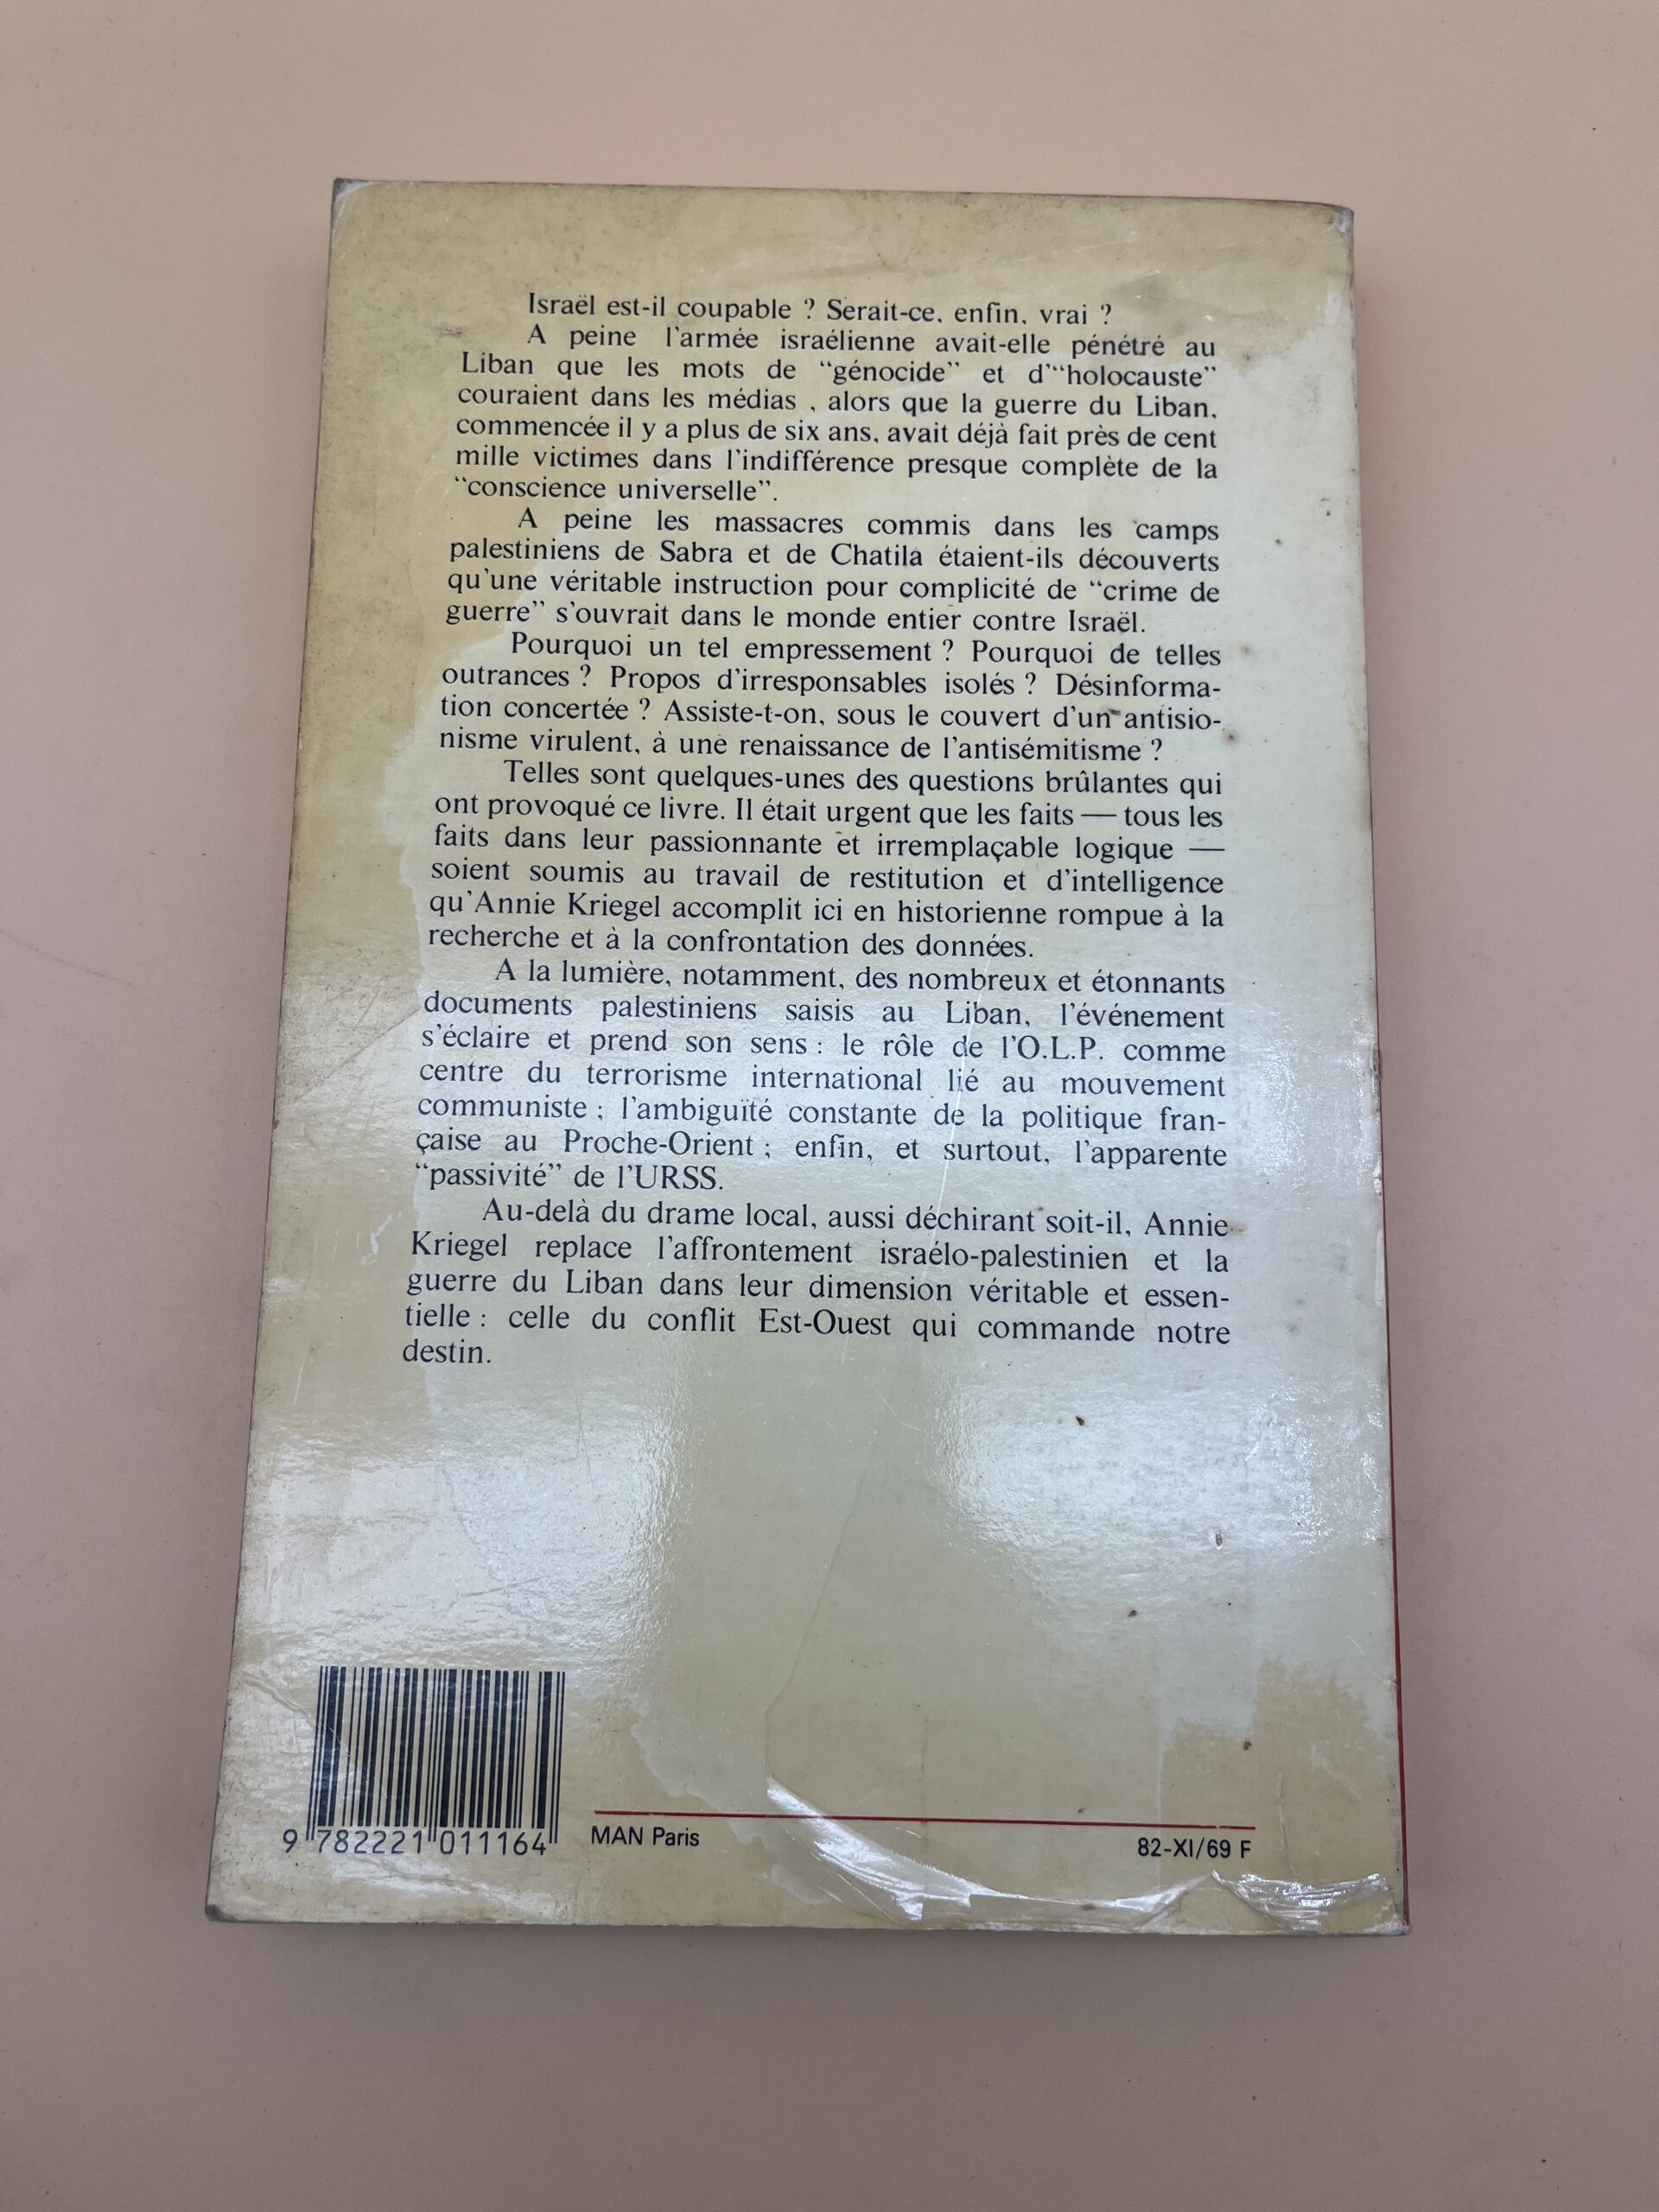 Israël est-il coupable ? Serait-ce, enfin, vrai ?
A peine l'armée israélienne avait-elle pénétré au
Liban que les mots de “génocide” et d'“holocauste”
couraient dans les médias , alors que la guerre du Liban,
commencée il y a plus de six ans, avait déjà fait près de cent
mille victimes dans l'indifférence presque complète de la
“conscience universelle”.
A peine les massacres commis dans les camps
palestiniens de Sabra et de Chatila étaient-ils découverts
qu'une véritable instruction pour complicité de “crime de
guerre” s'ouvrait dans le monde entier contre Israël.
Pourquoi un tel empressement ? Pourquoi de telles
outrances ? Propos d'irresponsables isolés ? Désinforma-
tion concertée ? Assiste-t-on, sous le couvert d'un antisio-
nisme virulent, à une renaissance de l'antisémitisme ?
Telles sont quelques-unes des questions brûlantes qui
ont provoqué ce livre. Il était urgent que les faits — tous les
faits dans leur passionnante et irremplaçable logique —
soient soumis au travail de restitution et d'intelligence
qu'Annie Kriegel accomplit ici en historienne rompue à la
recherche et à la confrontation des données.
A la lumière, notamment, des nombreux et étonnants
documents palestiniens saisis au Liban, l'événement
s'éclaire et prend son sens : le rôle de l'O.L.P. comme
centre du terrorisme international lié au mouvement
communiste ; l'ambiguïté constante de la politique fran-
çaise au Proche-Orient ; enfin, et surtout, l'apparente
“passivité” de l'URSS.
Au-delà du drame local, aussi déchirant soit-il, Annie
Kriegel replace l'affrontement israélo-palestinien et la
guerre du Liban dans leur dimension véritable et essen-
tielle : celle du conflit Est-Ouest qui commande notre
destin.
9 782221 011164
MAN Paris
82-XI/69 F